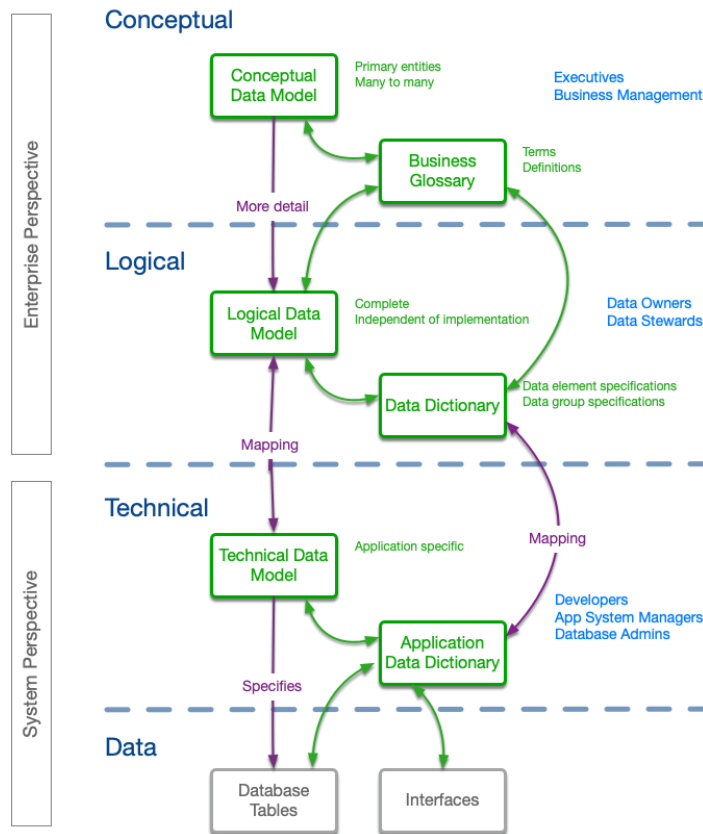 Conceptual
Conceptual
Data Model
Primary entities
Many to many
Executives
Business Management
Business
Glossary
Terms
Definitions
More detail
Enterprise Perspective
Logical
Logical Data
Model
Complete
Independent of implementation
Data Owners
Data Stewards
Data Dictionary
Data element specifications
Data group specifications
Mapping
Technical
Technical Data
Model
Application specific
Mapping
Developers
App System Managers
Database Admins
Application
Data Dictionary
System Perspective
Specifies
Data
Database
Tables
Interfaces